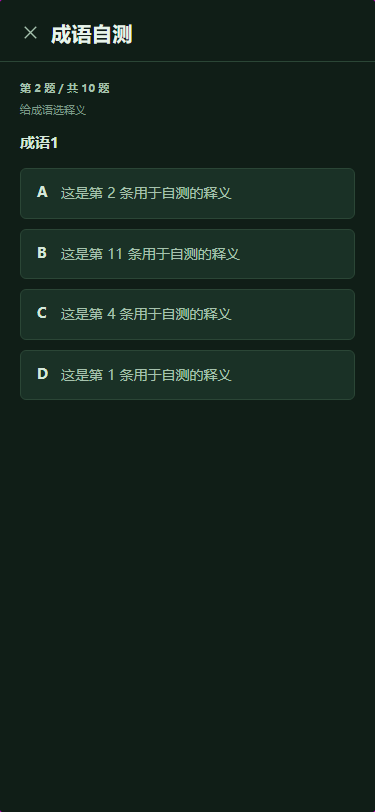 成语自测
第 2 题 / 共 10 题
给成语选释义
成语1
A 这是第 2 条用于自测的释义
B 这是第 11 条用于自测的释义
C 这是第 4 条用于自测的释义
D 这是第 1 条用于自测的释义